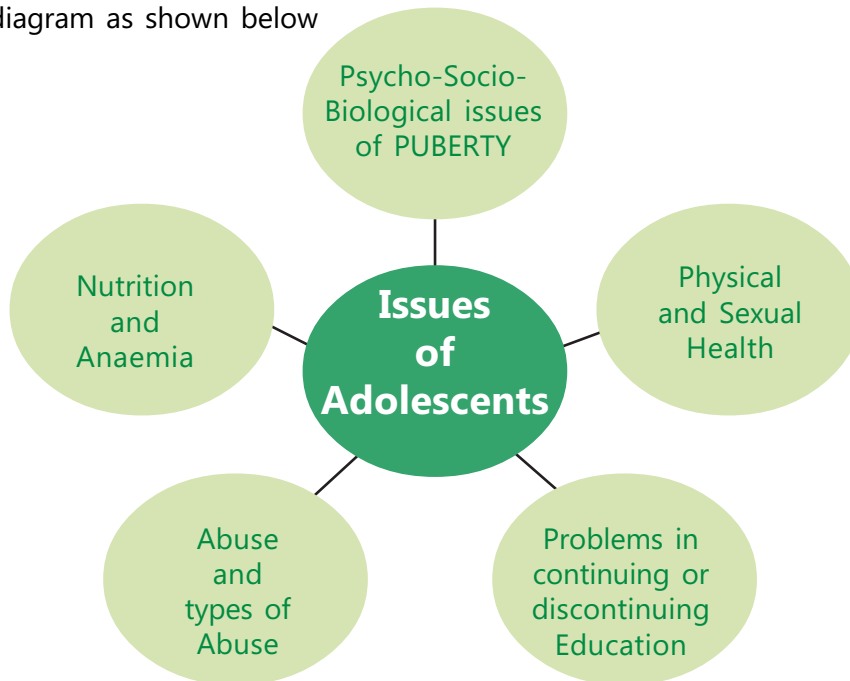 diagram as shown below
Psycho-Socio-
Biological issues
of PUBERTY
Nutrition
and
Anaemia
Issues
of
Adolescents
Physical
and Sexual
Health
Abuse
and
types of
Abuse
Problems in
continuing or
discontinuing
Education